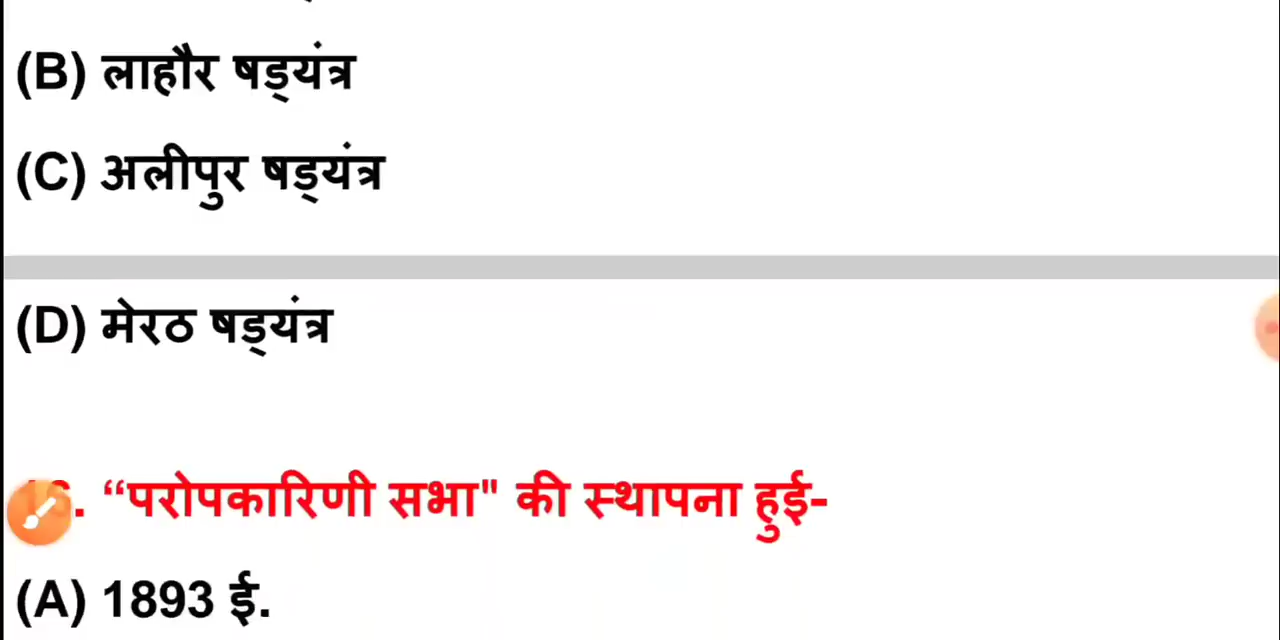 (B) लाहौर षड्यंत्र
(C) अलीपुर षड्यंत्र
(D) मेरठ षड्यंत्र
. “परोपकारिणी सभा" की स्थापना हुई-
(A) 1893 ई.